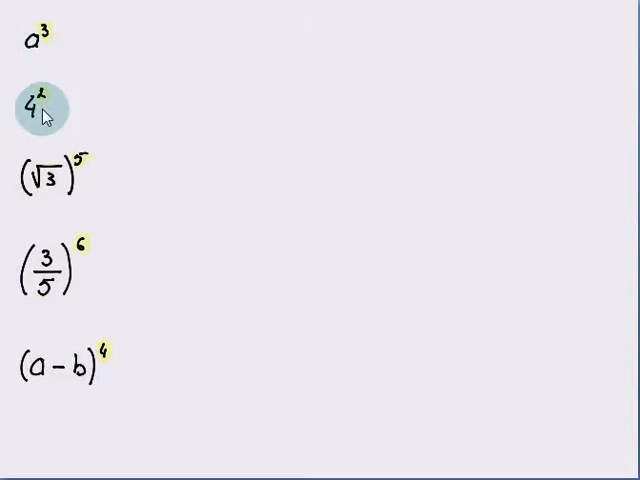 a³
4²
(√3)⁵
(3/5)⁶
(a − b)⁴